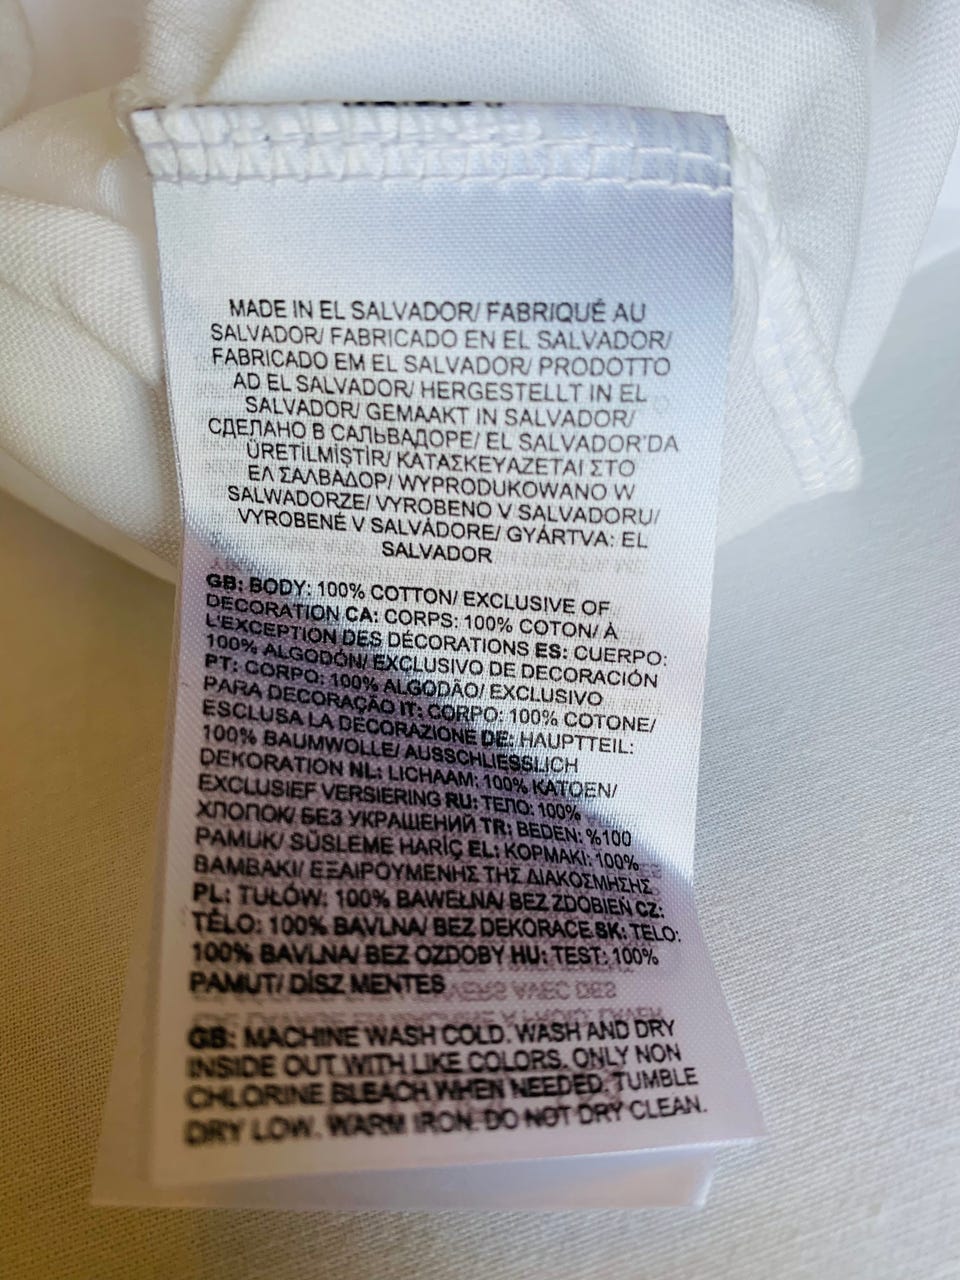 MADE IN EL SALVADOR/ FABRIQUÉ AU
SALVADOR/ FABRICADO EN EL SALVADOR/
FABRICADO EM EL SALVADOR/ PRODOTTO
AD EL SALVADOR/ HERGESTELLT IN EL
SALVADOR/ GEMAAKT IN SALVADOR/
СДЕЛАНО В САЛЬВАДОРЕ/ EL SALVADOR'DA
ÜRETİLMİŞTİR/ ΚΑΤΑΣΚΕΥΑΖΕΤΑΙ ΣΤΟ
ΕΛ ΣΑΛΒΑΔΟΡ/ WYPRODUKOWANO W
SALWADORZE/ VYROBENO V SALVADORU/
VYROBENÉ V SALVÁDORE/ GYÁRTVA: EL
SALVADOR
GB: BODY: 100% COTTON/ EXCLUSIVE OF
DECORATION CA: CORPS: 100% COTON/ À
L'EXCEPTION DES DÉCORATIONS ES: CUERPO:
100% ALGODÓN/ EXCLUSIVO DE DECORACIÓN
PT: CORPO: 100% ALGODÃO/ EXCLUSIVO
PARA DECORAÇÃO IT: CORPO: 100% COTONE/
ESCLUSA LA DECORAZIONE DE: HAUPTTEIL:
100% BAUMWOLLE/ AUSSCHLIESSLICH
DEKORATION NL: LICHAAM: 100% KATOEN/
EXCLUSIEF VERSIERING RU: ТЕЛО: 100%
ХЛОПОК/ БЕЗ УКРАШЕНИЙ TR: BEDEN: %100
PAMUK/ SÜSLEME HARİÇ EL: ΚΟΡΜΑΚΙ: 100%
ΒΑΜΒΑΚΙ/ ΕΞΑΙΡΟΥΜΕΝΗΣ ΤΗΣ ΔΙΑΚΟΣΜΗΣΗΣ
PL: TUŁÓW: 100% BAWEŁNA/ BEZ ZDOBIEŃ CZ:
TĚLO: 100% BAVLNA/ BEZ DEKORACE SK: TELO:
100% BAVLNA/ BEZ OZDOBY HU: TEST: 100%
PAMUT/ DÍSZ MENTES
GB: MACHINE WASH COLD. WASH AND DRY
INSIDE OUT WITH LIKE COLORS. ONLY NON
CHLORINE BLEACH WHEN NEEDED. TUMBLE
DRY LOW. WARM IRON. DO NOT DRY CLEAN.